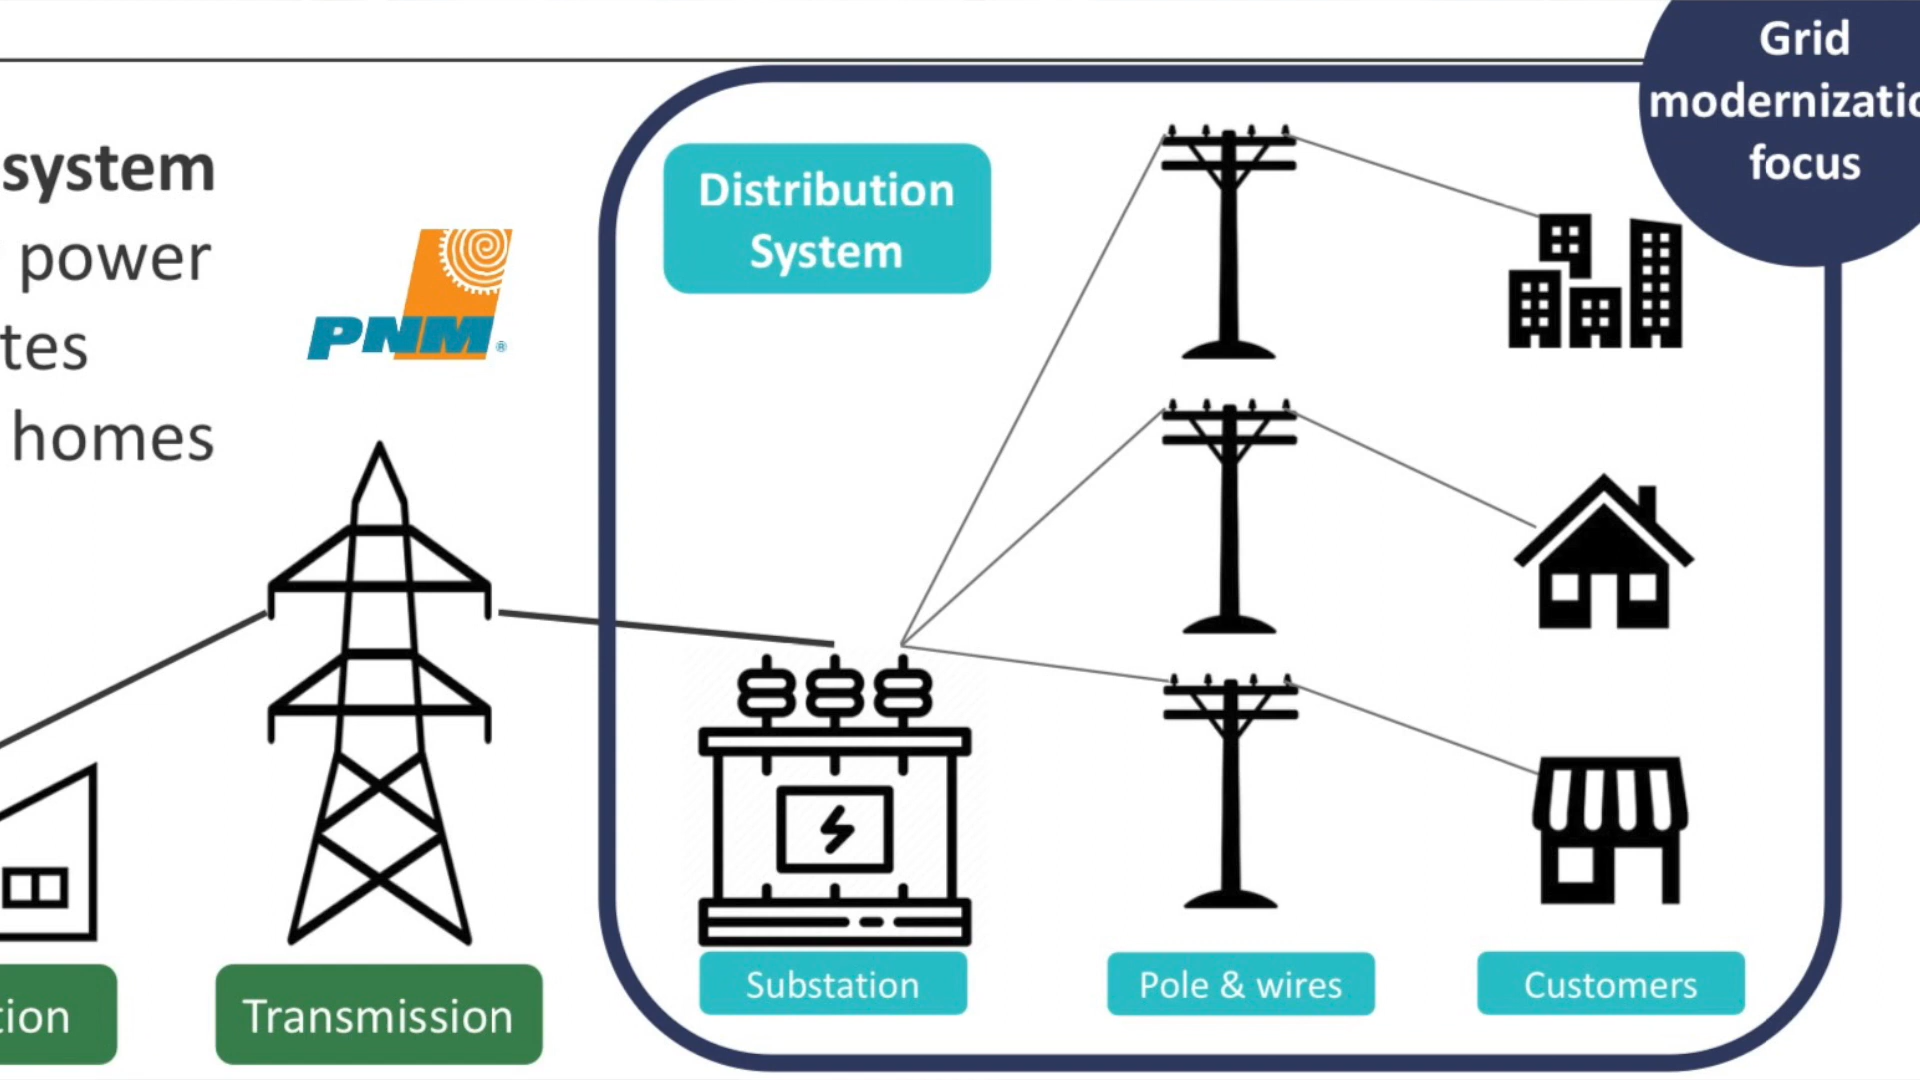 Grid
modernizatio
focus
system
power
tes
homes
PNM®
Distribution
System
Substation
Pole & wires
Customers
tion
Transmission